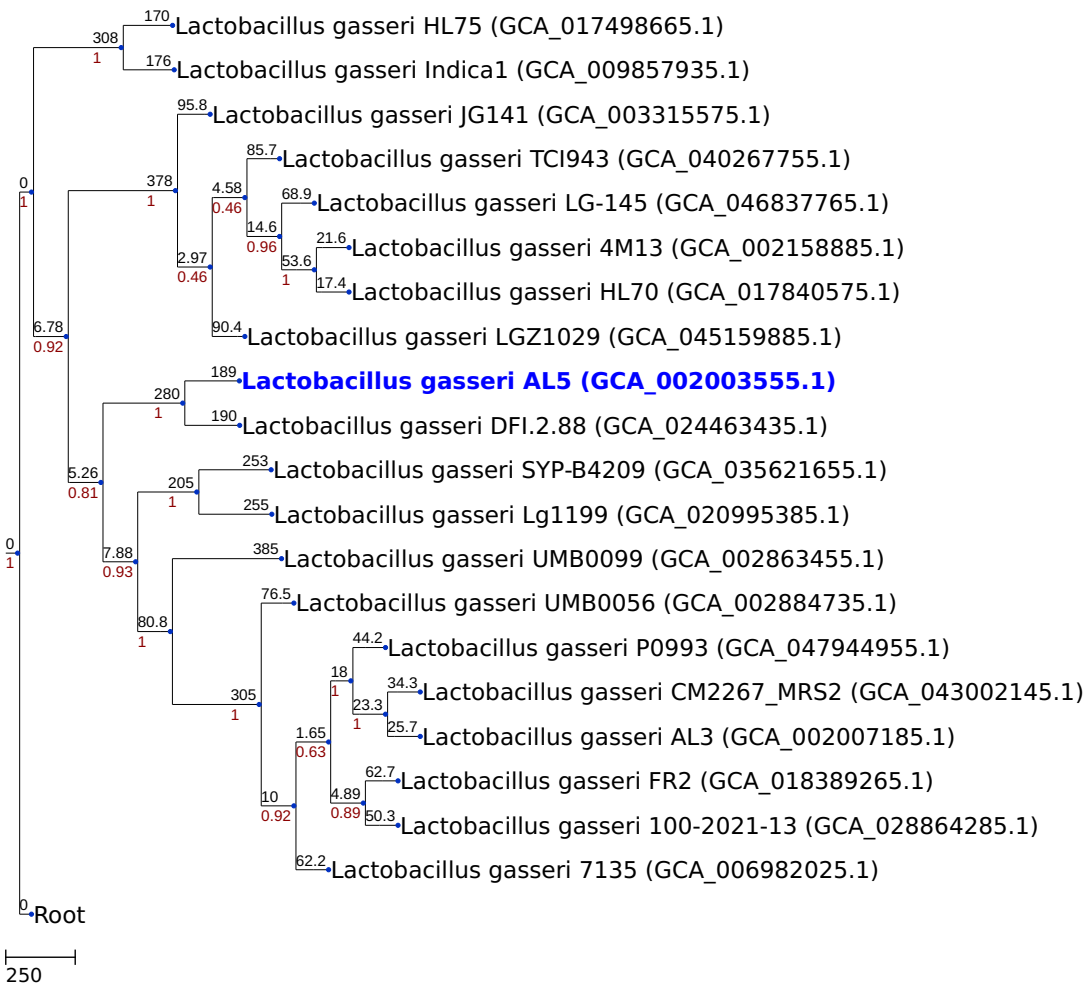 170
Lactobacillus gasseri HL75 (GCA_017498665.1)
308
1
176
Lactobacillus gasseri Indica1 (GCA_009857935.1)
95.8
Lactobacillus gasseri JG141 (GCA_003315575.1)
85.7
Lactobacillus gasseri TCI943 (GCA_040267755.1)
0
1
378
1
4.58
0.46
68.9
Lactobacillus gasseri LG-145 (GCA_046837765.1)
14.6
0.96
21.6
Lactobacillus gasseri 4M13 (GCA_002158885.1)
2.97
0.46
53.6
1
17.4
Lactobacillus gasseri HL70 (GCA_017840575.1)
6.78
0.92
90.4
Lactobacillus gasseri LGZ1029 (GCA_045159885.1)
189
Lactobacillus gasseri AL5 (GCA_002003555.1)
280
1
190
Lactobacillus gasseri DFI.2.88 (GCA_024463435.1)
5.26
0.81
253
Lactobacillus gasseri SYP-B4209 (GCA_035621655.1)
205
1
255
Lactobacillus gasseri Lg1199 (GCA_020995385.1)
0
1
7.88
0.93
385
Lactobacillus gasseri UMB0099 (GCA_002863455.1)
76.5
Lactobacillus gasseri UMB0056 (GCA_002884735.1)
80.8
1
44.2
Lactobacillus gasseri P0993 (GCA_047944955.1)
18
1
34.3
Lactobacillus gasseri CM2267_MRS2 (GCA_043002145.1)
305
1
23.3
1
25.7
Lactobacillus gasseri AL3 (GCA_002007185.1)
1.65
0.63
62.7
Lactobacillus gasseri FR2 (GCA_018389265.1)
10
0.92
4.89
0.89
50.3
Lactobacillus gasseri 100-2021-13 (GCA_028864285.1)
62.2
Lactobacillus gasseri 7135 (GCA_006982025.1)
0
Root
250